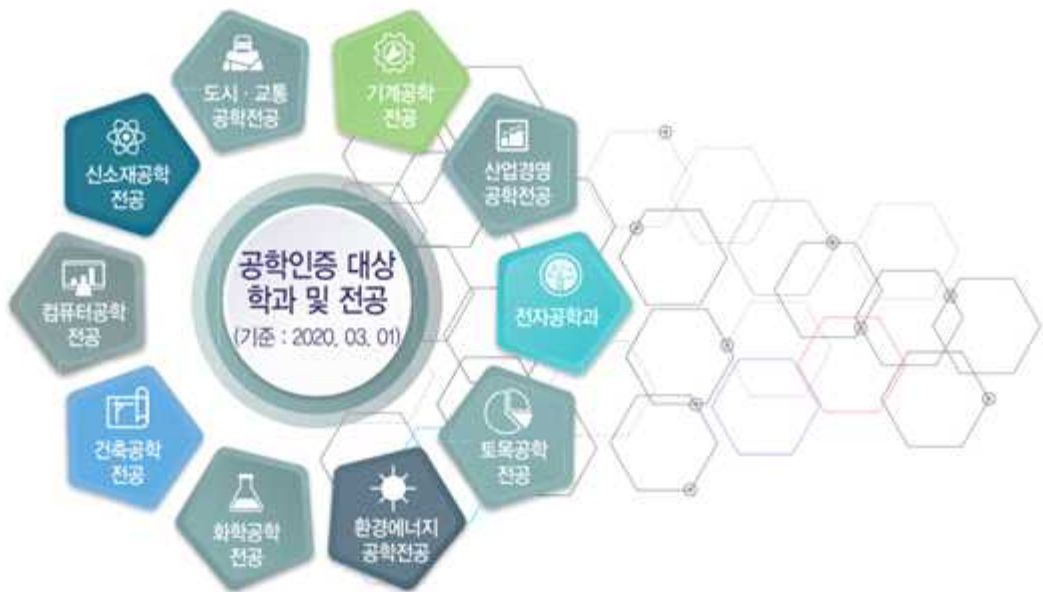 공학인증 대상
학과 및 전공
(기준 : 2020. 03. 01)
기계공학
전공
산업경영
공학전공
전자공학과
토목공학
전공
환경에너지
공학전공
화학공학
전공
건축공학
전공
컴퓨터공학
전공
신소재공학
전공
도시 · 교통
공학전공